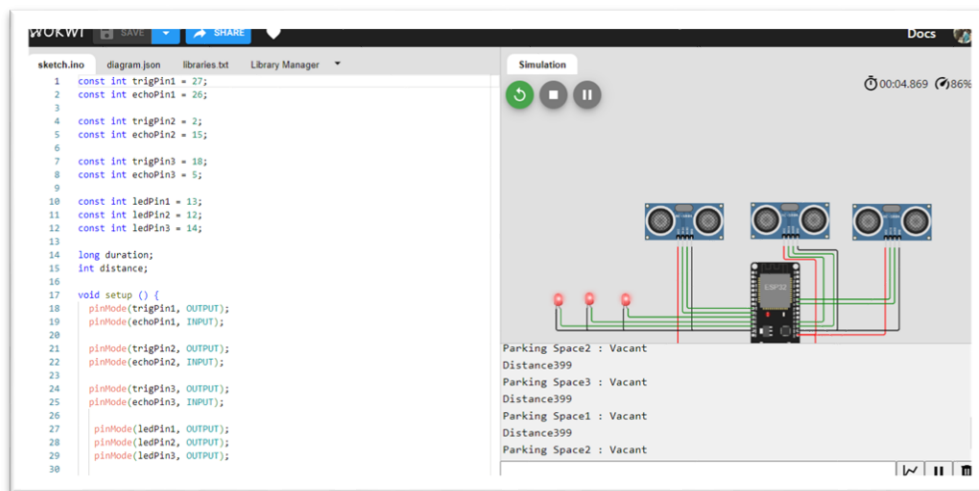 WOKWI SAVE SHARE Docs
sketch.ino diagram.json libraries.txt Library Manager
1 const int trigPin1 = 27;
2 const int echoPin1 = 26;
3
4 const int trigPin2 = 2;
5 const int echoPin2 = 15;
6
7 const int trigPin3 = 18;
8 const int echoPin3 = 5;
9
10 const int ledPin1 = 13;
11 const int ledPin2 = 12;
12 const int ledPin3 = 14;
13
14 long duration;
15 int distance;
16
17 void setup () {
18 pinMode(trigPin1, OUTPUT);
19 pinMode(echoPin1, INPUT);
20
21 pinMode(trigPin2, OUTPUT);
22 pinMode(echoPin2, INPUT);
23
24 pinMode(trigPin3, OUTPUT);
25 pinMode(echoPin3, INPUT);
26
27 pinMode(ledPin1, OUTPUT);
28 pinMode(ledPin2, OUTPUT);
29 pinMode(ledPin3, OUTPUT);
30
Simulation
00:04.869 86%
ESP32
Parking Space2 : Vacant
Distance399
Parking Space3 : Vacant
Distance399
Parking Space1 : Vacant
Distance399
Parking Space2 : Vacant